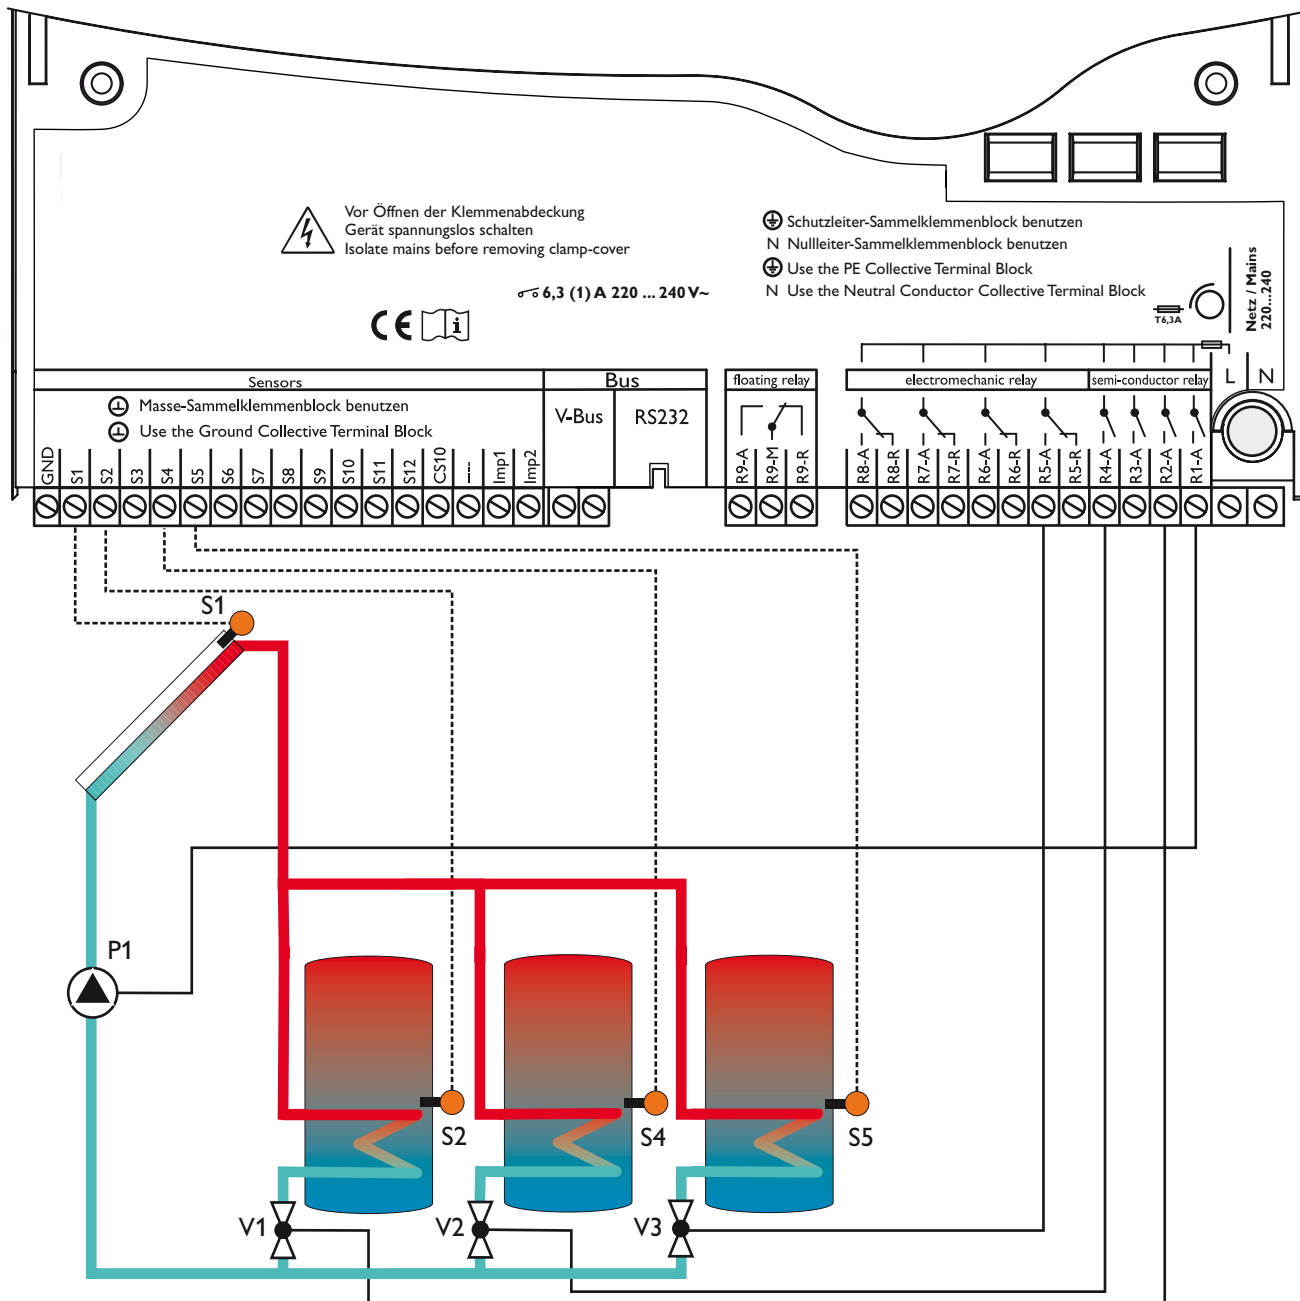 Vor Öffnen der Klemmenabdeckung
Gerät spannungslos schalten
Isolate mains before removing clamp-cover
6,3 (1) A 220 ... 240 V~
CE i
Schutzleiter-Sammelklemmenblock benutzen
N Nullleiter-Sammelklemmenblock benutzen
Use the PE Collective Terminal Block
N Use the Neutral Conductor Collective Terminal Block
T6,3A
Netz / Mains
220...240
L N
Sensors
Masse-Sammelklemmenblock benutzen
Use the Ground Collective Terminal Block
GND S1 S2 S3 S4 S5 S6 S7 S8 S9 S10 S11 S12 CS10 --- Imp1 Imp2
Bus
V-Bus RS232
floating relay
R9-A R9-M R9-R
electromechanic relay
R8-A R8-R R7-A R7-R R6-A R6-R R5-A R5-R
semi-conductor relay
R4-A R3-A R2-A R1-A
S1
P1
S2 S4 S5
V1 V2 V3